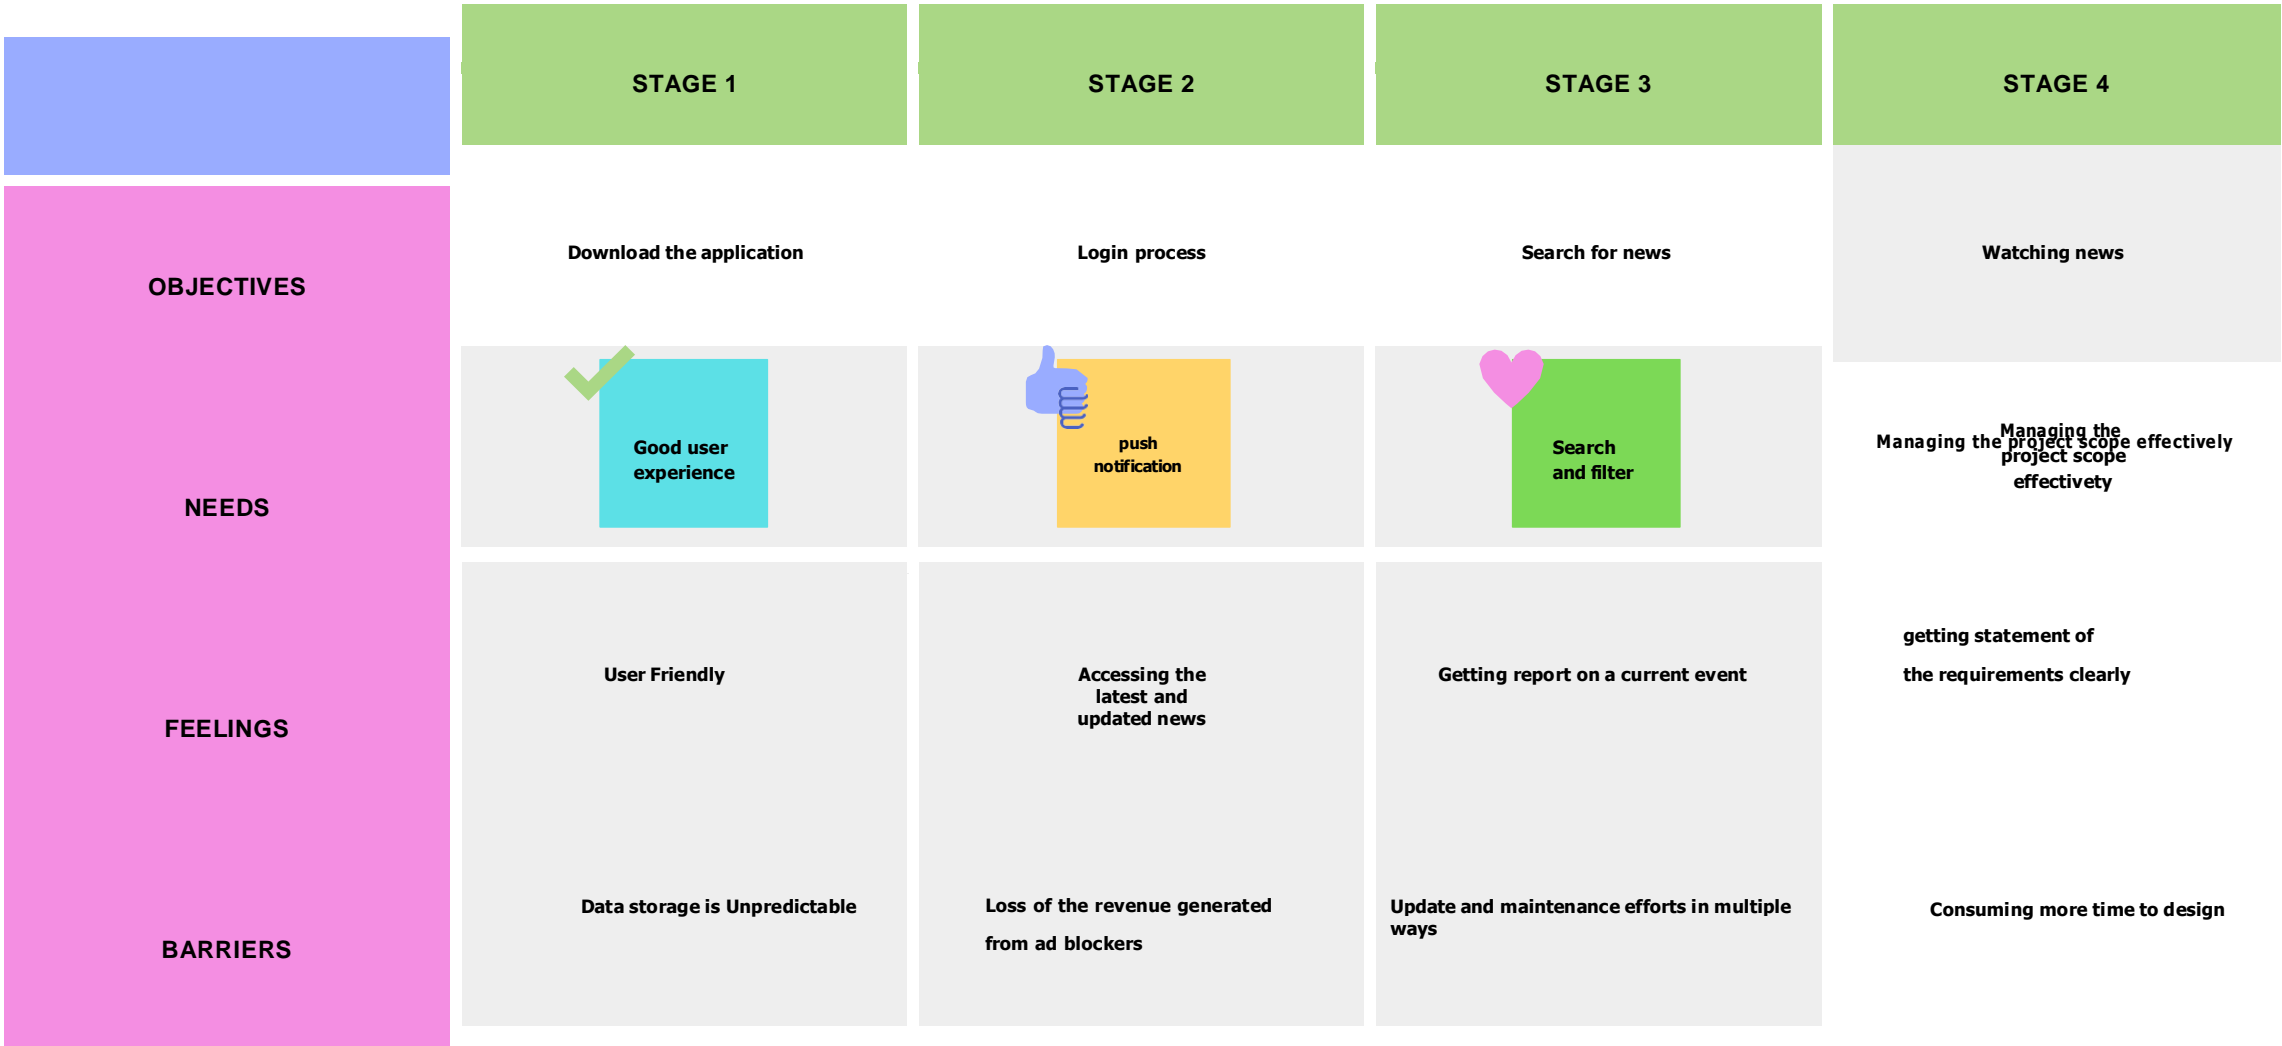 STAGE 1
STAGE 2
STAGE 3
STAGE 4
OBJECTIVES
Download the application
Login process
Search for news
Watching news
NEEDS
Good user
experience
push
notification
Search
and filter
Managing the project scope effectively
Managing the
project scope
effectivety
FEELINGS
User Friendly
Accessing the
latest and
updated news
Getting report on a current event
getting statement of
the requirements clearly
BARRIERS
Data storage is Unpredictable
Loss of the revenue generated
from ad blockers
Update and maintenance efforts in multiple
ways
Consuming more time to design